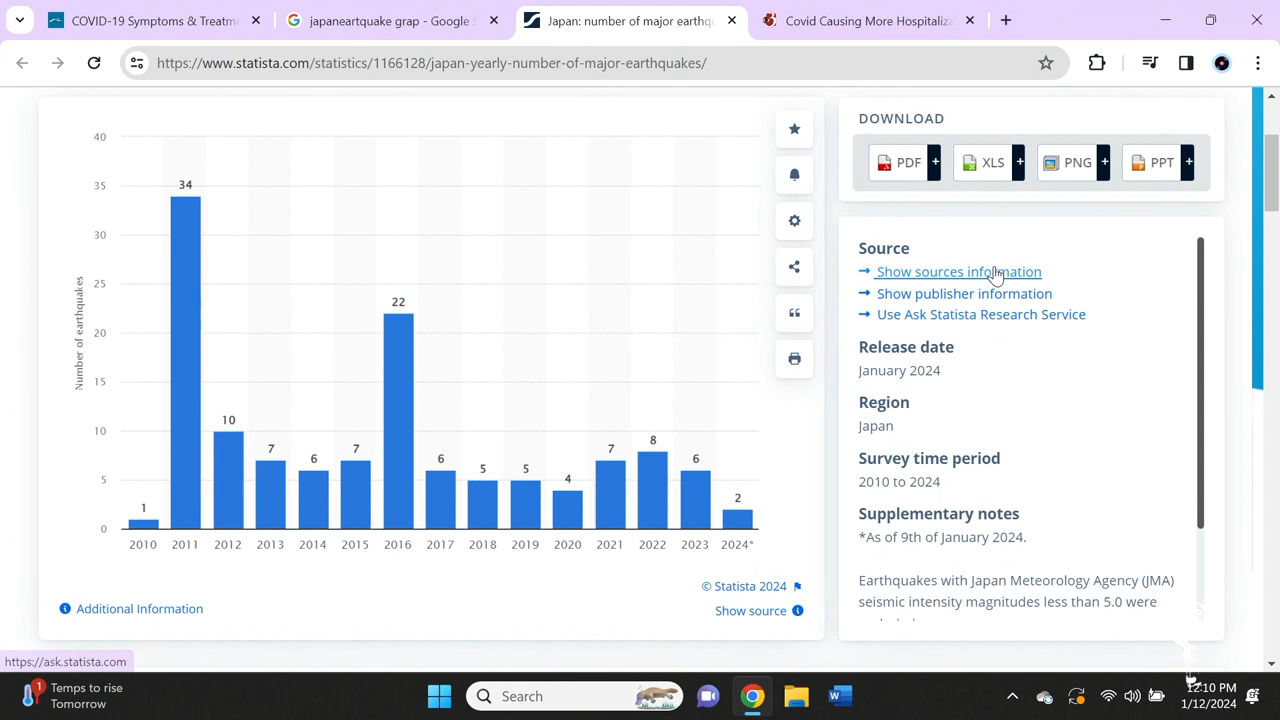 COVID-19 Symptoms & Treatm
japaneartquake grap - Google S
Japan: number of major earthqu
Covid Causing More Hospitaliza
https://www.statista.com/statistics/1166128/japan-yearly-number-of-major-earthquakes/
40
35
30
25
20
15
10
5
0
Number of earthquakes
1
34
10
7
6
7
22
6
5
5
4
7
8
6
2
2010 2011 2012 2013 2014 2015 2016 2017 2018 2019 2020 2021 2022 2023 2024*
© Statista 2024
Additional Information
Show source
DOWNLOAD
PDF + XLS + PNG + PPT +
Source
Show sources information
Show publisher information
Use Ask Statista Research Service
Release date
January 2024
Region
Japan
Survey time period
2010 to 2024
Supplementary notes
*As of 9th of January 2024.
Earthquakes with Japan Meteorology Agency (JMA)
seismic intensity magnitudes less than 5.0 were
https://ask.statista.com
1
Temps to rise
Tomorrow
Search
W
12:10 PM
1/12/2024